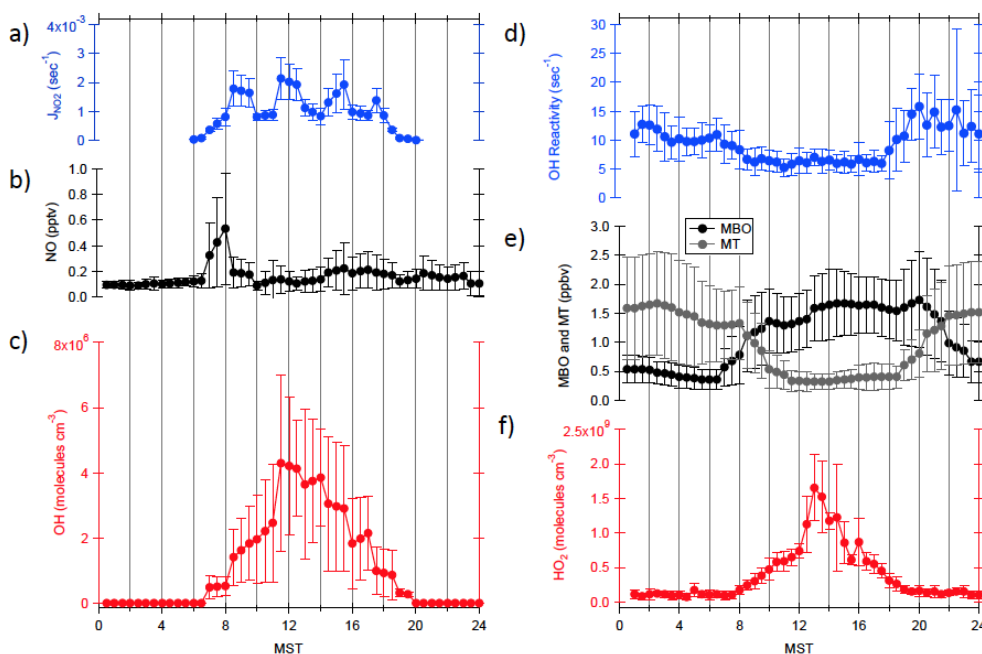 a)
4x10-3
3
2
1
0
JNO2 (sec-1)
b)
1.0
0.8
0.6
0.4
0.2
0.0
NO (pptv)
c)
8x106
6
4
2
0
OH (molecules cm-3)
0 4 8 12 16 20 24
MST
d)
30
25
20
15
10
5
0
OH Reactivity (sec-1)
e)
MBO
MT
3.0
2.5
2.0
1.5
1.0
0.5
0.0
MBO and MT (ppbv)
f)
2.5x109
2.0
1.5
1.0
0.5
0.0
HO2 (molecules cm-3)
0 4 8 12 16 20 24
MST